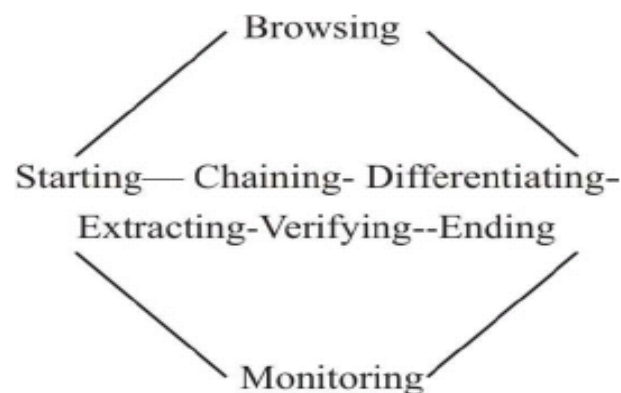 Browsing
Starting— Chaining- Differentiating-
Extracting-Verifying--Ending
Monitoring